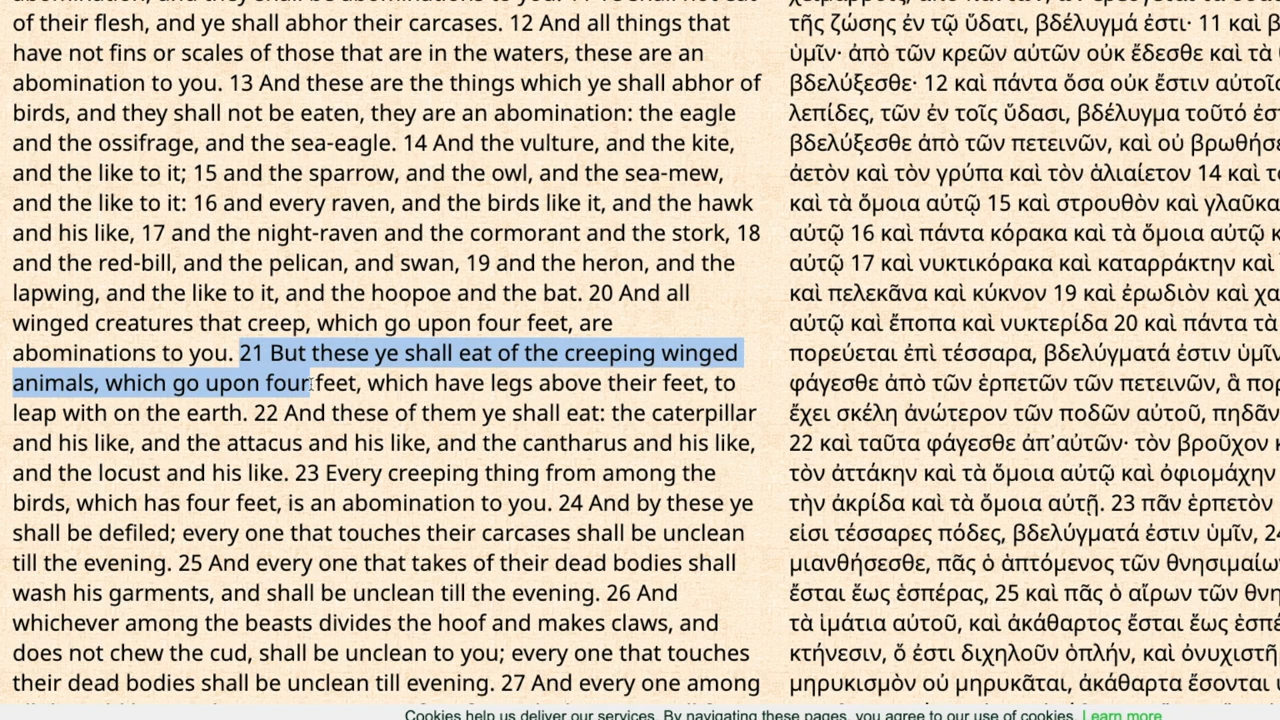 of their flesh, and ye shall abhor their carcases. 12 And all things that
have not fins or scales of those that are in the waters, these are an
abomination to you. 13 And these are the things which ye shall abhor of
birds, and they shall not be eaten, they are an abomination: the eagle
and the ossifrage, and the sea-eagle. 14 And the vulture, and the kite,
and the like to it; 15 and the sparrow, and the owl, and the sea-mew,
and the like to it: 16 and every raven, and the birds like it, and the hawk
and his like, 17 and the night-raven and the cormorant and the stork, 18
and the red-bill, and the pelican, and swan, 19 and the heron, and the
lapwing, and the like to it, and the hoopoe and the bat. 20 And all
winged creatures that creep, which go upon four feet, are
abominations to you. 21 But these ye shall eat of the creeping winged
animals, which go upon four feet, which have legs above their feet, to
leap with on the earth. 22 And these of them ye shall eat: the caterpillar
and his like, and the attacus and his like, and the cantharus and his like,
and the locust and his like. 23 Every creeping thing from among the
birds, which has four feet, is an abomination to you. 24 And by these ye
shall be defiled; every one that touches their carcases shall be unclean
till the evening. 25 And every one that takes of their dead bodies shall
wash his garments, and shall be unclean till the evening. 26 And
whichever among the beasts divides the hoof and makes claws, and
does not chew the cud, shall be unclean to you; every one that touches
their dead bodies shall be unclean till evening. 27 And every one among
τῆς ζώσης ἐν τῷ ὕδατι, βδέλυγμά ἐστι· 11 καὶ
ὑμῖν· ἀπὸ τῶν κρεῶν αὐτῶν οὐκ ἔδεσθε καὶ τὰ
βδελύξεσθε· 12 καὶ πάντα ὅσα οὐκ ἔστιν
λεπίδες, τῶν ἐν τοῖς ὕδασι, βδέλυγμα τοῦτό
βδελύξεσθε ἀπὸ τῶν πετεινῶν, καὶ οὐ
ἀετὸν καὶ τὸν γρύπα καὶ τὸν ἁλιαίετον 14 καὶ
καὶ τὰ ὅμοια αὐτῷ 15 καὶ στρουθὸν καὶ γλαῦκα
αὐτῷ 16 καὶ πάντα κόρακα καὶ τὰ ὅμοια αὐτῷ
αὐτῷ 17 καὶ νυκτικόρακα καὶ καταρράκτην καὶ
καὶ πελεκᾶνα καὶ κύκνον 19 καὶ ἐρωδιὸν καὶ
αὐτῷ καὶ ἔποπα καὶ νυκτερίδα 20 καὶ πάντα τὰ
πορεύεται ἐπὶ τέσσαρα, βδελύγματά ἐστιν
φάγεσθε ἀπὸ τῶν ἑρπετῶν τῶν πετεινῶν, ἃ
ἔχει σκέλη ἀνώτερον τῶν ποδῶν αὐτοῦ,
22 καὶ ταῦτα φάγεσθε ἀπ᾿αὐτῶν· τὸν βροῦχον
τὸν ἀττάκην καὶ τὰ ὅμοια αὐτῷ καὶ ὀφιομάχην
τὴν ἀκρίδα καὶ τὰ ὅμοια αὐτῇ. 23 πᾶν ἑρπετὸν
εἰσι τέσσαρες πόδες, βδελύγματά ἐστιν ὑμῖν,
μιανθήσεσθε, πᾶς ὁ ἁπτόμενος τῶν θνησιμαίων
ἔσται ἕως ἑσπέρας, 25 καὶ πᾶς ὁ αἴρων τῶν
τὰ ἱμάτια αὐτοῦ, καὶ ἀκάθαρτος ἔσται ἕως
κτήνεσιν, ὅ ἐστι διχηλοῦν ὁπλήν, καὶ
μηρυκισμὸν οὐ μηρυκᾶται, ἀκάθαρτα ἔσονται
Cookies help us deliver our services. By navigating these pages, you agree to our use of cookies. Learn more